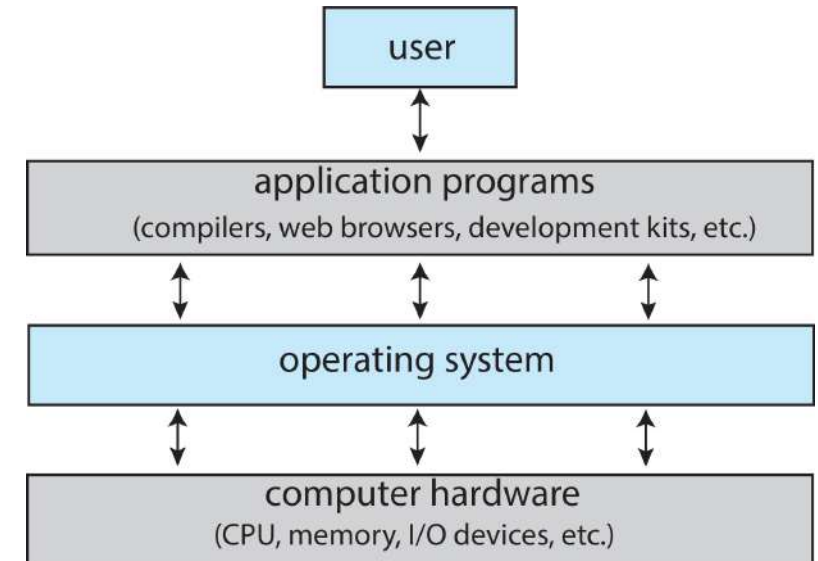 user
application programs
(compilers, web browsers, development kits, etc.)
operating system
computer hardware
(CPU, memory, I/O devices, etc.)